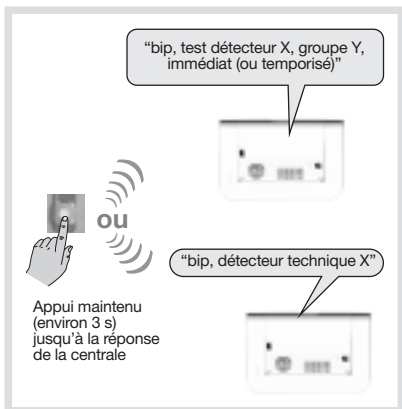 “bip, test détecteur X, groupe Y,
immédiat (ou temporisé)”
ou
“bip, détecteur technique X”
Appui maintenu
(environ 3 s)
jusqu'à la réponse
de la centrale